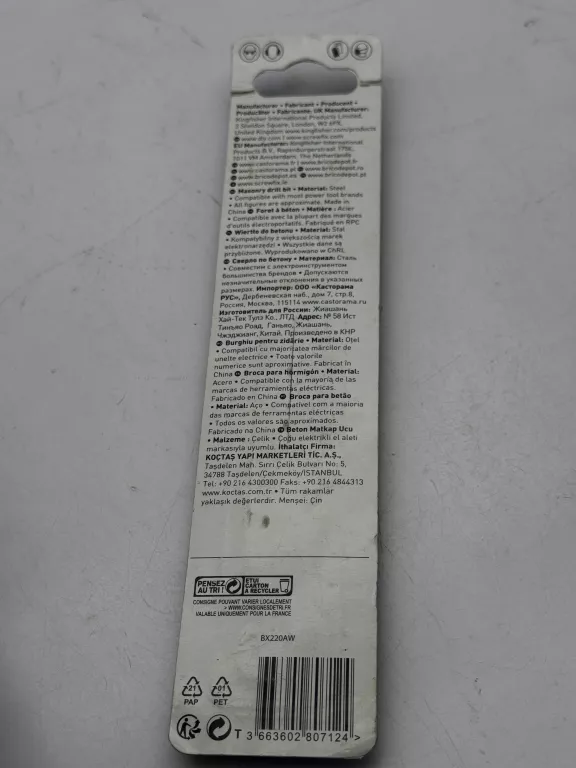 Manufacturer • Fabricant • Producent •
Producător • Fabricante: UK Manufacturer:
Kingfisher International Products Limited,
3 Sheldon Square, London, W2 6PX,
United Kingdom www.kingfisher.com/products
www.diy.com | www.screwfix.com
EU Manufacturer: Kingfisher International
Products B.V., Rapenburgerstraat 175E,
1011 VM Amsterdam, The Netherlands
www.castorama.fr www.bricodepot.fr
www.castorama.pl www.bricodepot.ro
www.bricodepot.es www.bricodepot.pt
www.screwfix.ie
Masonry drill bit • Material: Steel
• Compatible with most power tool brands
• All figures are approximate. Made in
China Foret à béton • Matière: Acier
• Compatible avec la plupart des marques
d'outils électroportatifs. Fabriqué en RPC
Wiertło do betonu • Materiał: Stal
• Kompatybilny z większością marek
elektronarzędzi • Wszystkie dane są
przybliżone. Wyprodukowane w ChRL
Сверло по бетону • Материал: Сталь
• Совместим с электроинструментом
большинства брендов • Допускаются
незначительные отклонения в указанных
размерах. Импортер: ООО «Касторама
РУС», Дербеневская наб., дом 7, стр.8,
Россия, Москва, 115114 www.castorama.ru
Изготовитель для России: Жиашань
Хай-Тек Тулз Ко., ЛТД. Адрес: № 58 Ист
Тиньяо Роад, Ганьяо, Жиашань,
Чжэджианг, Китай. Произведено в КНР
Burghiu pentru zidărie • Material: Oțel
• Compatibil cu majoritatea mărcilor de
unelte electrice • Toate valorile
numerice sunt aproximative. Fabricat în
China Broca para hormigón • Material:
Acero • Compatible con la mayoría de las
marcas de herramientas eléctricas.
Fabricado en China Broca para betão
• Material: Aço • Compatível com a maioria
das marcas de ferramentas eléctricas
• Todos os valores são aproximados.
Fabricado na China Beton Matkap Ucu
• Malzeme : Çelik • Çoğu elektrikli el aleti
markasıyla uyumlu. İthalatçı Firma:
KOÇTAŞ YAPI MARKETLERİ TİC. A.Ş.,
Taşdelen Mah. Sırrı Çelik Bulvarı No: 5,
34788 Taşdelen/Çekmeköy/İSTANBUL
Tel: +90 216 4300300 Faks: +90 216 4844313
www.koctas.com.tr • Tüm rakamlar
yaklaşık değerlerdir. Menşei: Çin
PENSEZ
AU TRI !
ETUI
CARTON
À RECYCLER
CONSIGNE POUVANT VARIER LOCALEMENT
> WWW.CONSIGNESDETRI.FR
VALABLE UNIQUEMENT POUR LA FRANCE
BX220AW
21
PAP
01
PET
T 3 663602 807124 >